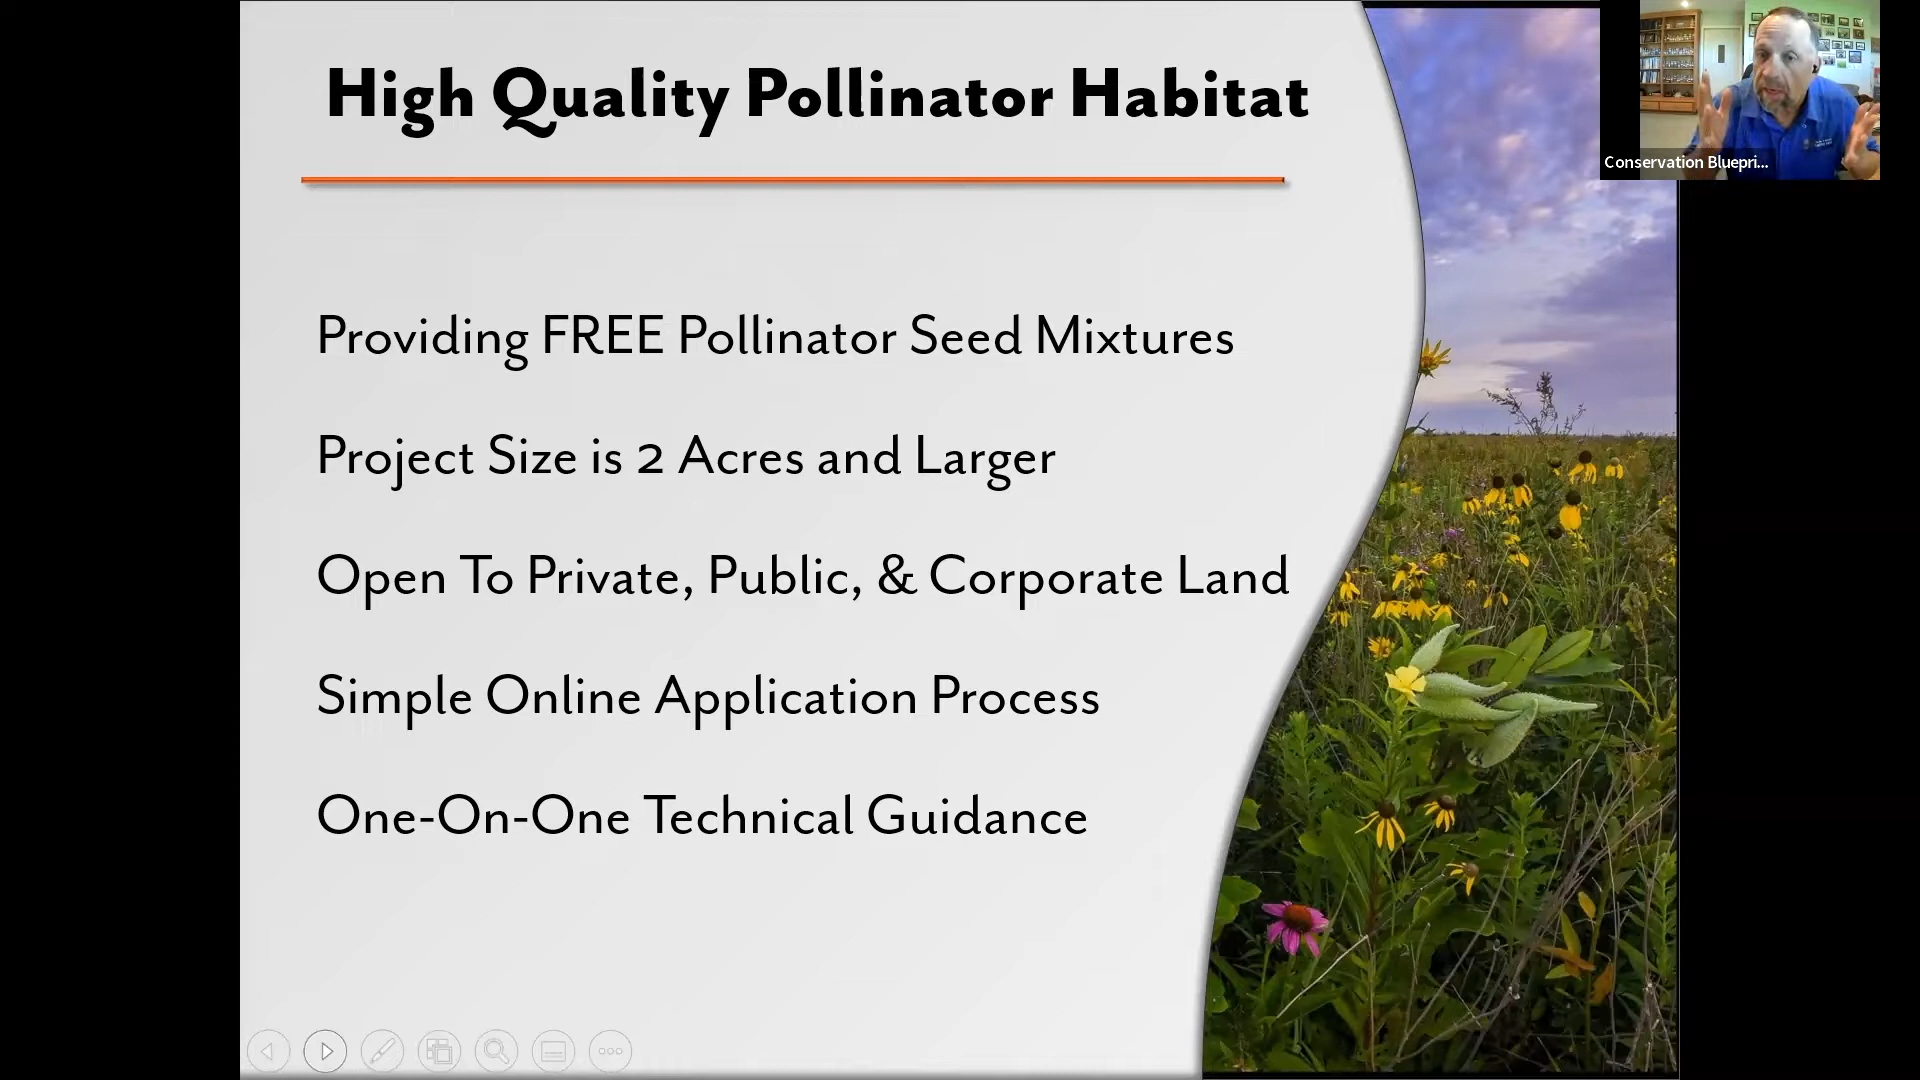 High Quality Pollinator Habitat
Conservation Bluepri...
Providing FREE Pollinator Seed Mixtures
Project Size is 2 Acres and Larger
Open To Private, Public, & Corporate Land
Simple Online Application Process
One-On-One Technical Guidance